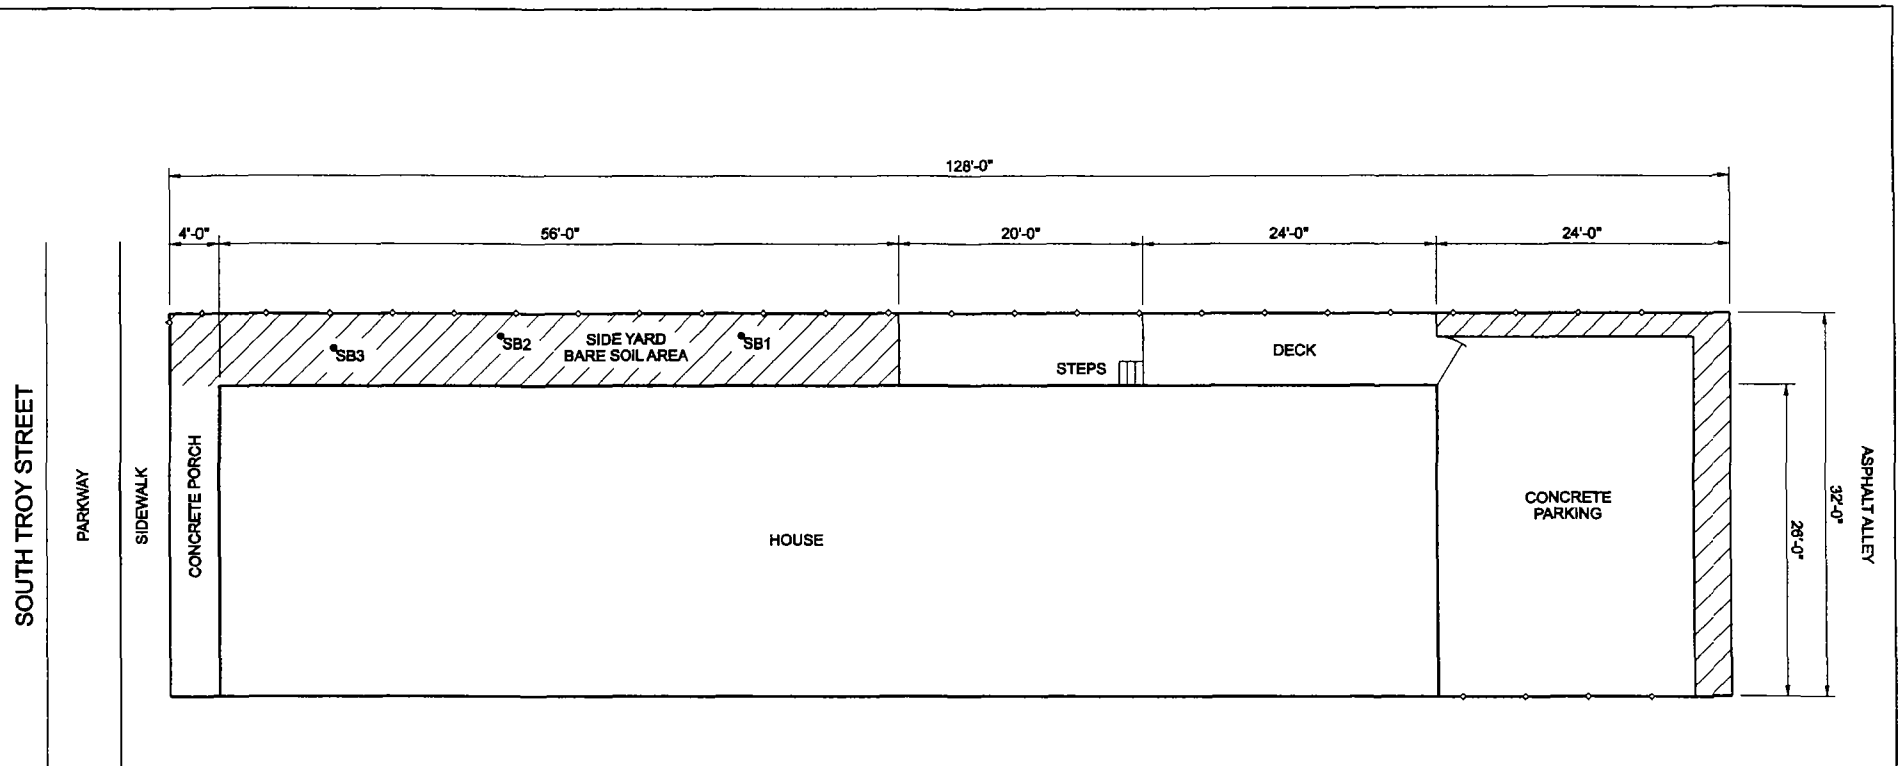 128'-0"
4'-0"
56'-0"
20'-0"
24'-0"
24'-0"
SIDE YARD
BARE SOIL AREA
SB3
SB2
SB1
STEPS
DECK
SOUTH TROY STREET
PARKWAY
SIDEWALK
CONCRETE PORCH
HOUSE
CONCRETE
PARKING
26'-0"
32'-0"
ASPHALT ALLEY